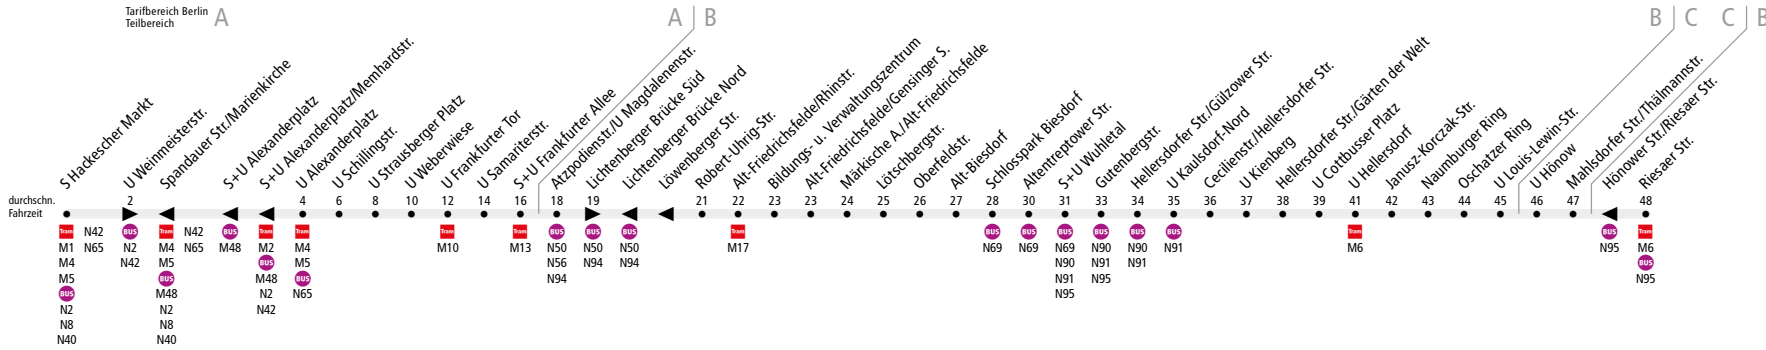 Tarifbereich Berlin
Teilbereich
A
A B
B C
C B
S Hackescher Markt
U Weinmeisterstr.
Spandauer Str./Marienkirche
S+U Alexanderplatz
S+U Alexanderplatz/Memhardstr.
U Alexanderplatz
U Schillingstr.
U Strausberger Platz
U Weberwiese
U Frankfurter Tor
U Samariterstr.
S+U Frankfurter Allee
Atzpodienstr./U Magdalenenstr.
Lichtenberger Brücke Süd
Lichtenberger Brücke Nord
Löwenberger Str.
Robert-Uhrig-Str.
Alt-Friedrichsfelde/Rhinstr.
Bildungs- u. Verwaltungszentrum
Alt-Friedrichsfelde/Gensinger S.
Märkische A./Alt-Friedrichsfelde
Lötschbergstr.
Oberfeldstr.
Alt-Biesdorf
Schlosspark Biesdorf
Altentreptower Str.
S+U Wuhletal
Gutenbergstr.
Hellersdorfer Str./Gülzower Str.
U Kaulsdorf-Nord
Cecilienstr./Hellersdorfer Str.
U Kienberg
Hellersdorfer Str./Gärten der Welt
U Cottbusser Platz
U Hellersdorf
Janusz-Korczak-Str.
Naumburger Ring
Oschatzer Ring
U Louis-Lewin-Str.
U Hönow
Mahlsdorfer Str./Thälmannstr.
Hönower Str./Riesaer Str.
Riesaer Str.
durchschn. 2 4 6 8 10 12 14 16 18 19 21 22 23 23 24 25 26 27 28 30 31 33 34 35 36 37 38 39 41 42 43 44 45 46 47 48
Fahrzeit
Tram N42 BUS Tram N42 BUS Tram Tram Tram Tram BUS BUS BUS Tram BUS BUS BUS BUS BUS BUS Tram BUS Tram
M1 N65 N2 M4 N65 M48 M2 M4 M10 M13 N50 N50 N50 M17 N69 N69 N69 N90 N90 N91 M6 N95 M6
M4 N42 M5 BUS M5 N56 N94 N94 N90 N91 N91 BUS
M5 BUS M48 BUS N94 N91 N95 N95
BUS M48 N2 N65 N95
N2 N2 N42
N8 N8
N40 N40